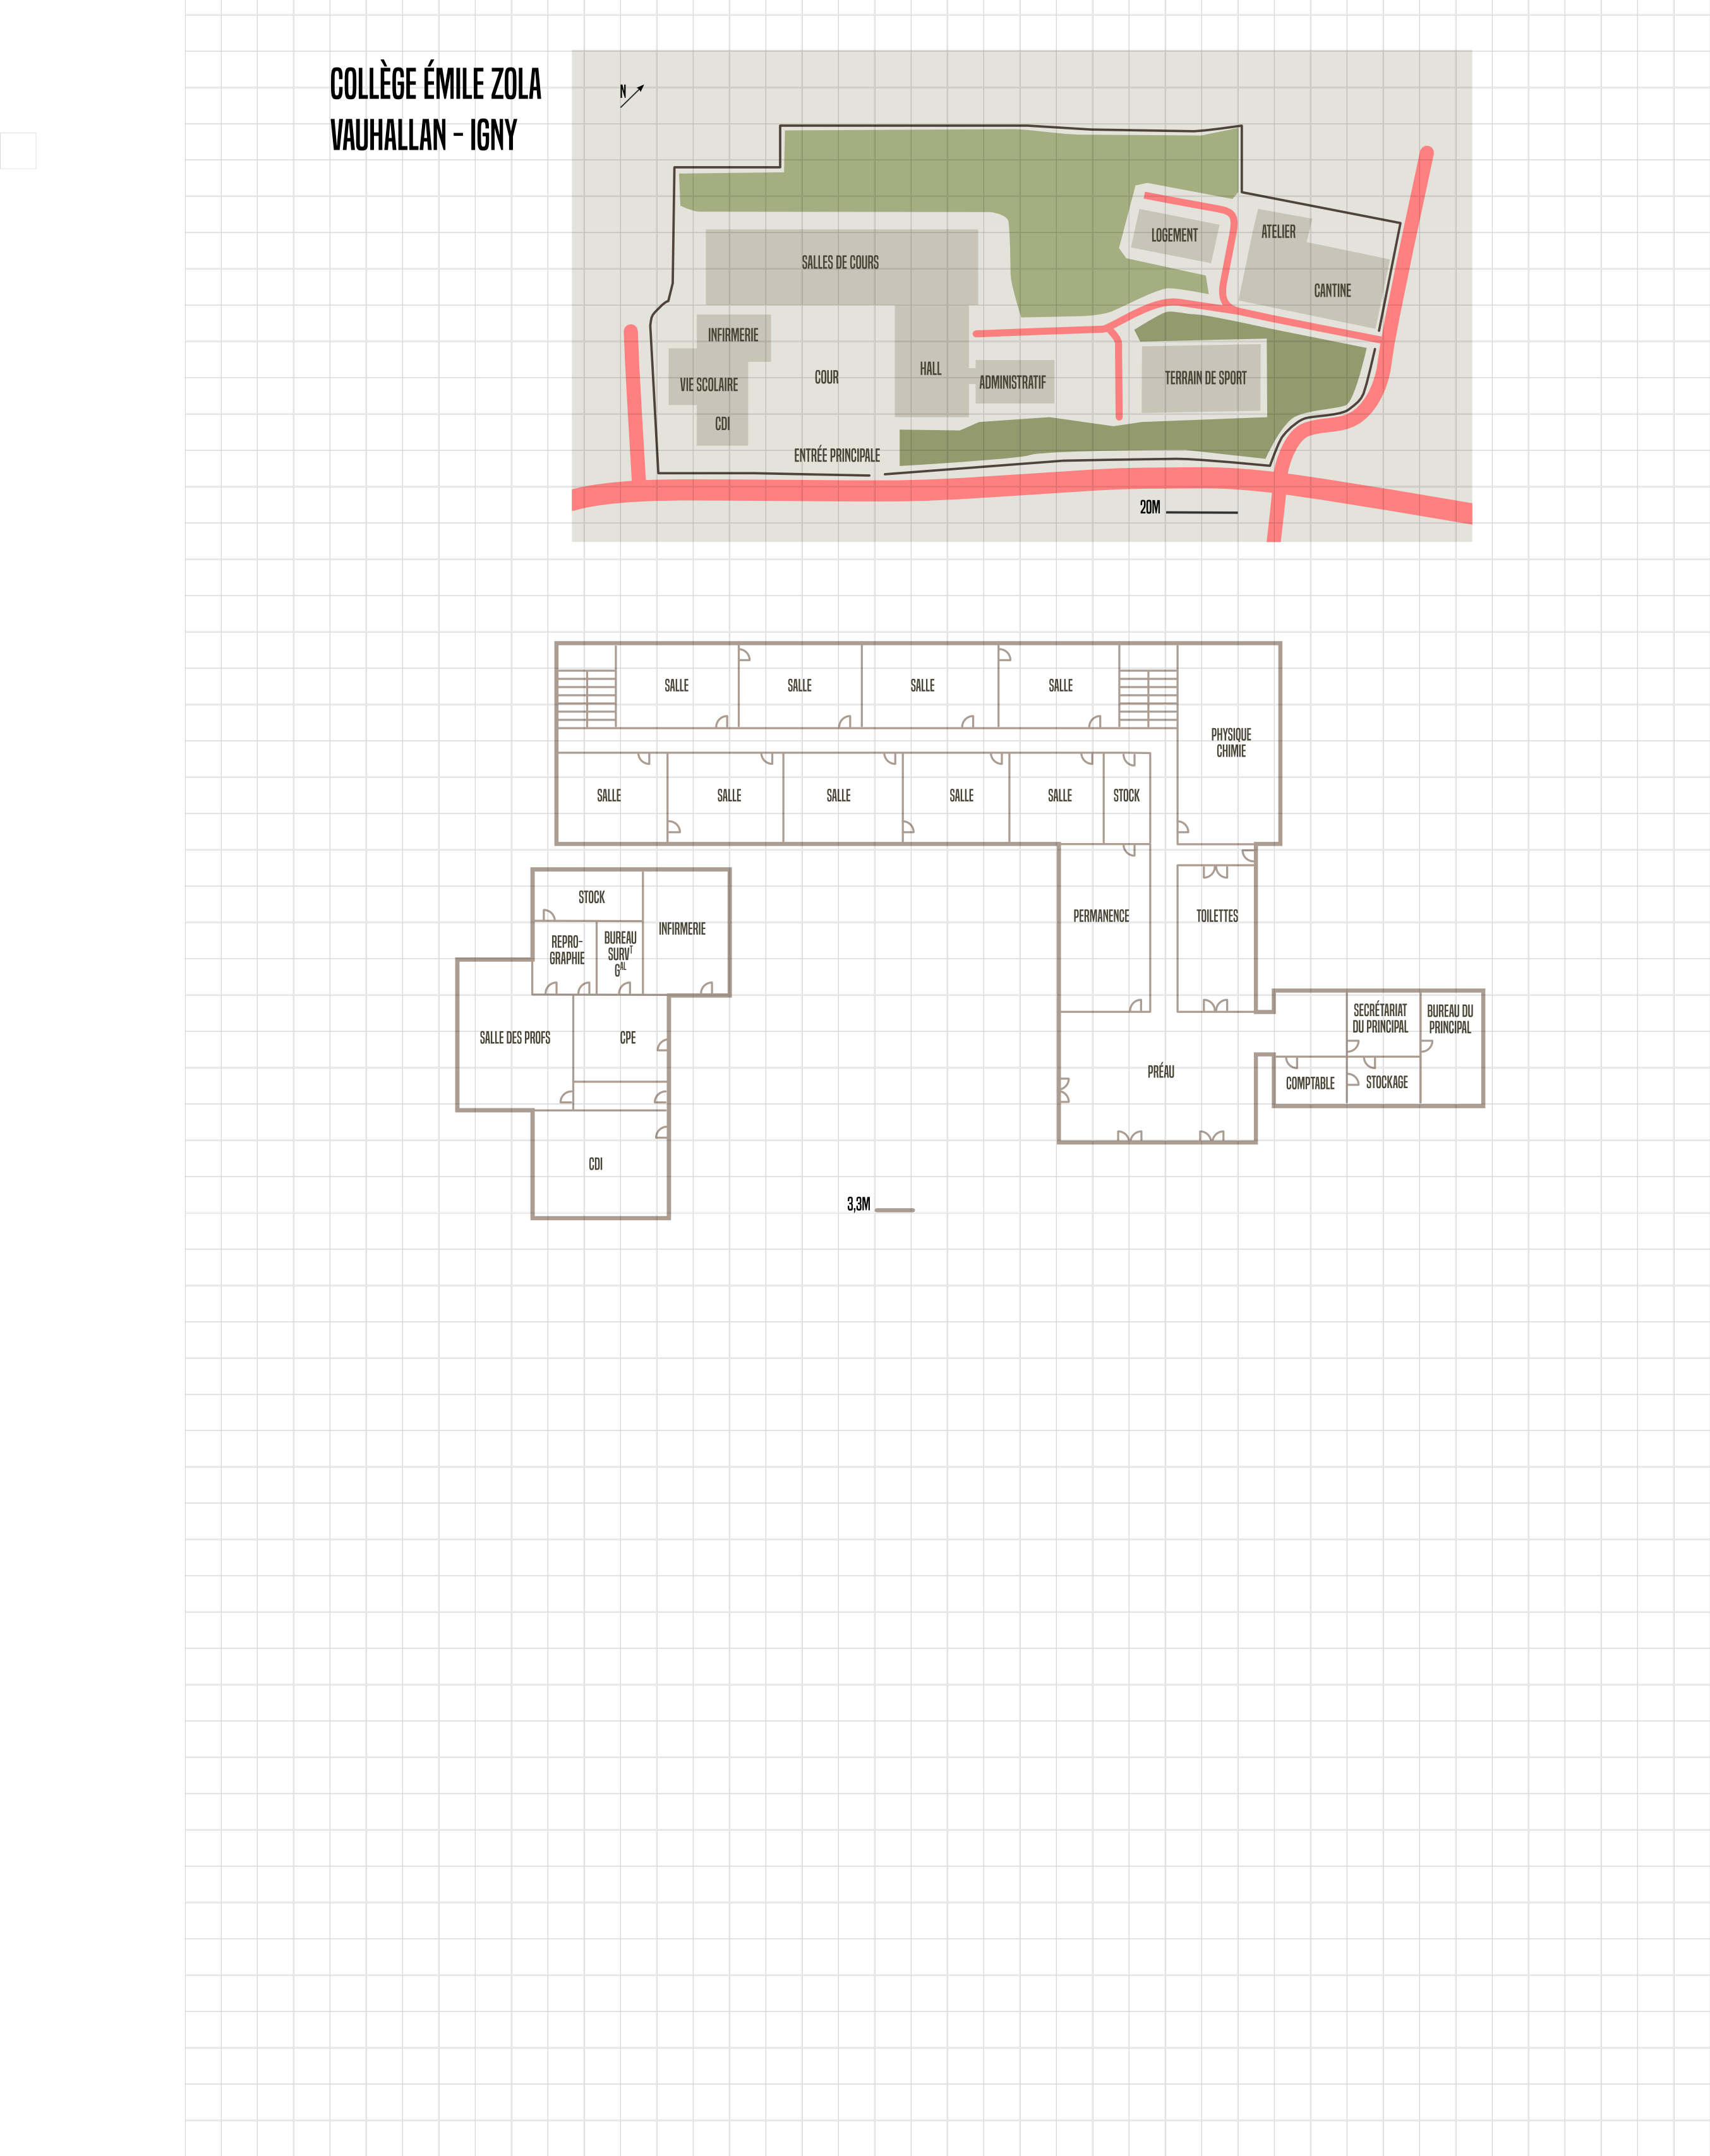 COLLÈGE ÉMILE ZOLA
VAUHALLAN - IGNY
N
LOGEMENT
ATELIER
SALLES DE COURS
CANTINE
INFIRMERIE
HALL
VIE SCOLAIRE
COUR
ADMINISTRATIF
TERRAIN DE SPORT
CDI
ENTRÉE PRINCIPALE
20M
SALLE
SALLE
SALLE
SALLE
PHYSIQUE
CHIMIE
SALLE
SALLE
SALLE
SALLE
SALLE
STOCK
STOCK
INFIRMERIE
REPRO-
GRAPHIE
BUREAU
SURVT
GAL
PERMANENCE
TOILETTES
SALLE DES PROFS
CPE
SECRÉTARIAT
DU PRINCIPAL
BUREAU DU
PRINCIPAL
PRÉAU
COMPTABLE
STOCKAGE
CDI
3,3M